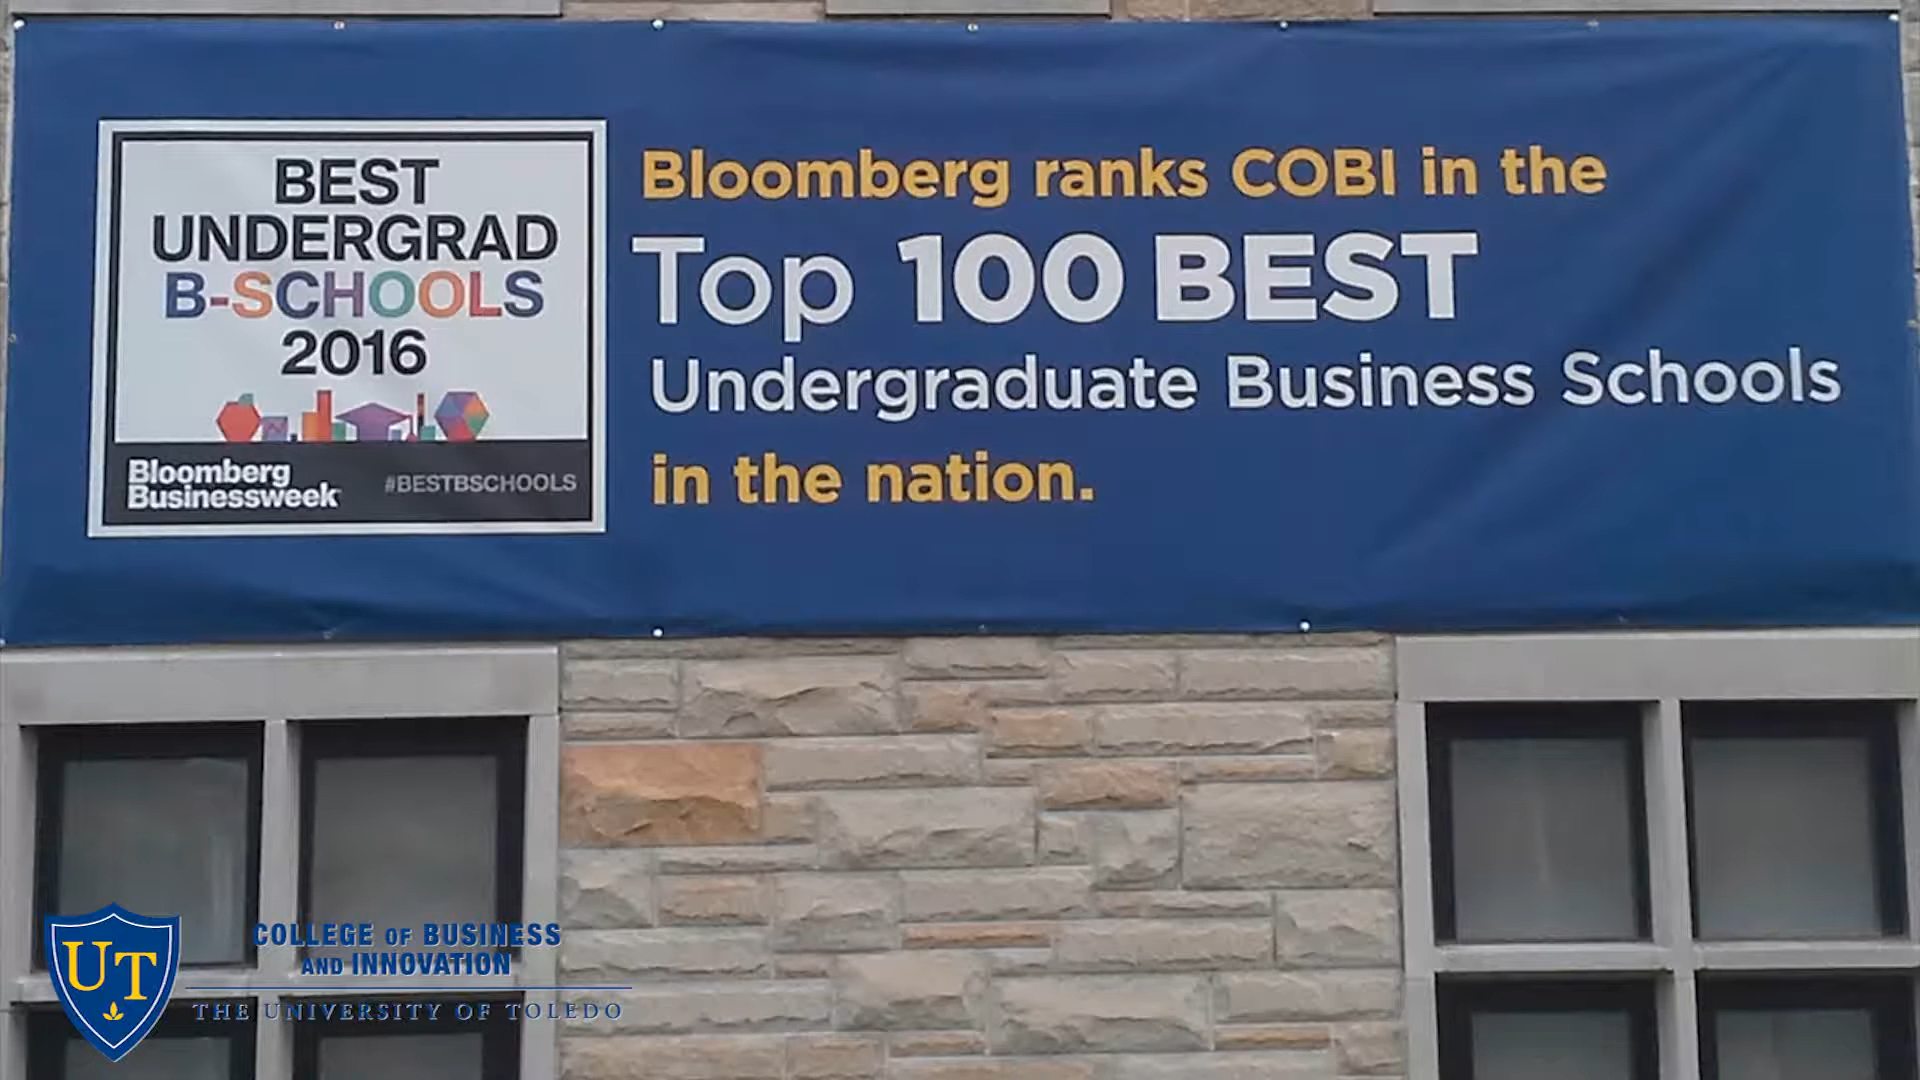 BEST
UNDERGRAD
B-SCHOOLS
2016
Bloomberg
Businessweek
#BESTBSCHOOLS
Bloomberg ranks COBI in the
Top 100 BEST
Undergraduate Business Schools
in the nation.
UT
COLLEGE OF BUSINESS
AND INNOVATION
THE UNIVERSITY OF TOLEDO